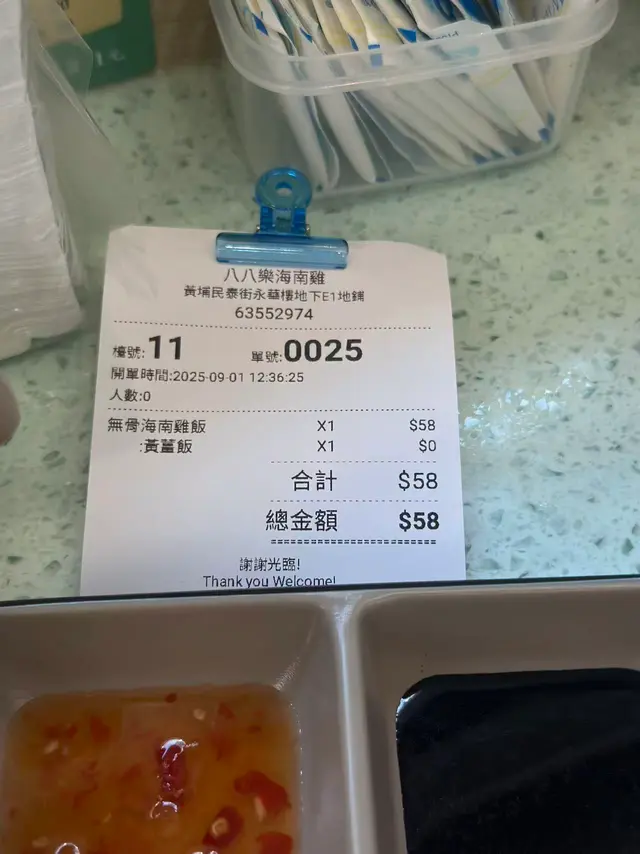 八八樂海南雞
黃埔民泰街永華樓地下E1地鋪
63552974
檯號:11 單號:0025
開單時間:2025-09-01 12:36:25
人數:0
無骨海南雞飯 X1 $58
:黃薑飯 X1 $0
合計 $58
總金額 $58
謝謝光臨!
Thank you Welcome!